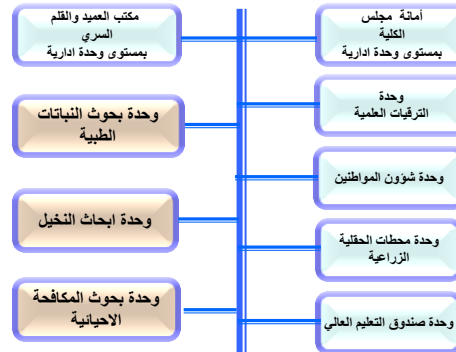 أمانة مجلس
الكلية
بمستوى وحدة ادارية
مكتب العميد والقلم
السري
بمستوى وحدة ادارية
وحدة
الترقيات العلمية
وحدة بحوث النباتات
الطبية
وحدة شؤون المواطنين
وحدة ابحاث النخيل
وحدة محطات الحقلية
الزراعية
وحدة بحوث المكافحة
الاحيائية
وحدة صندوق التعليم العالي